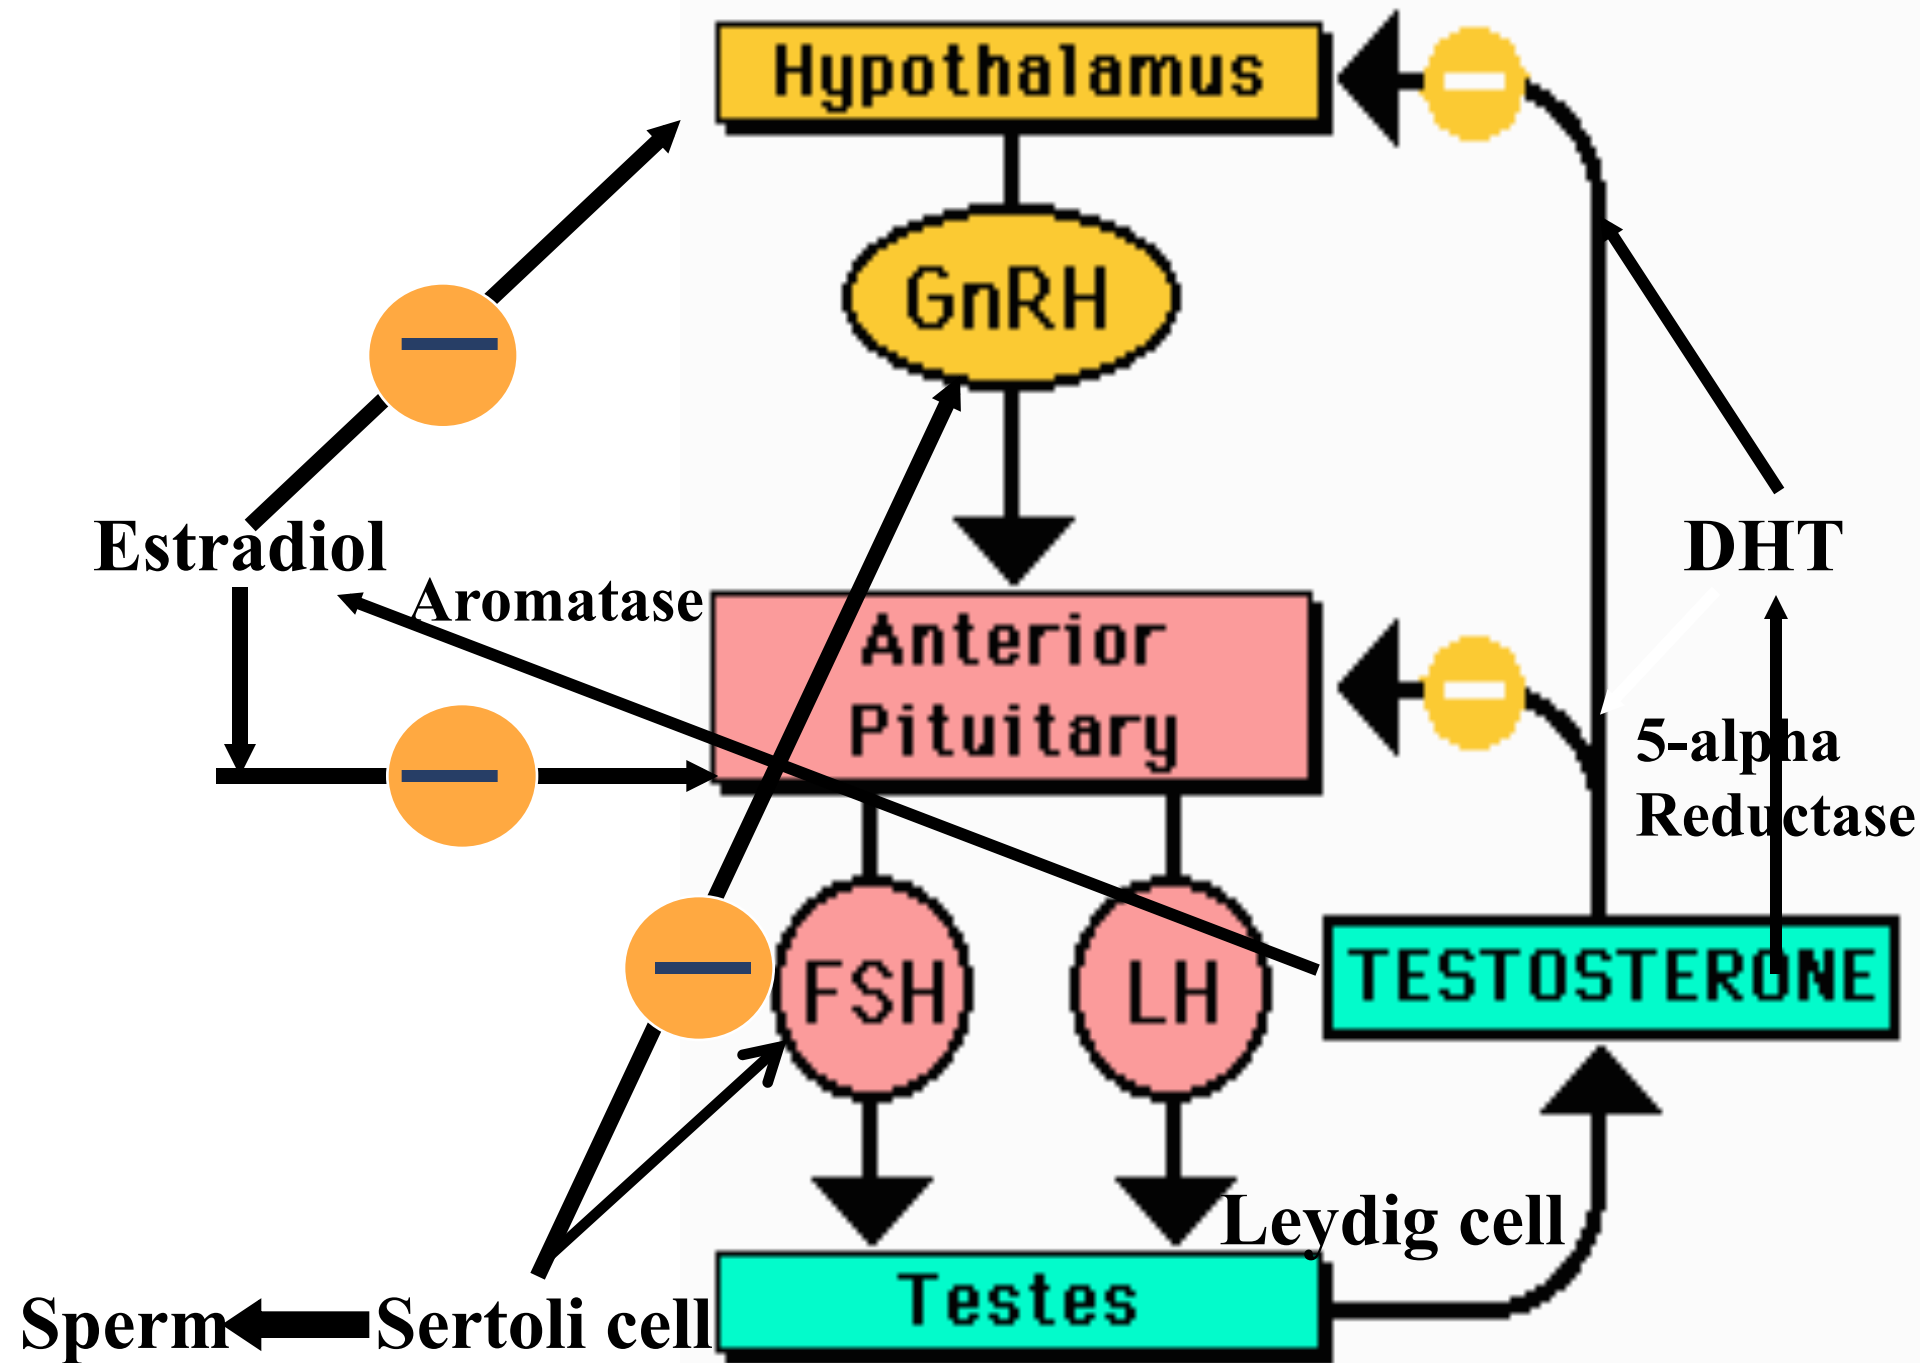 Hypothalamus
GnRH
Estradiol
DHT
Aromatase
Anterior
Pituitary
5-alpha
Reductase
FSH
LH
TESTOSTERONE
Leydig cell
Testes
Sperm
Sertoli cell